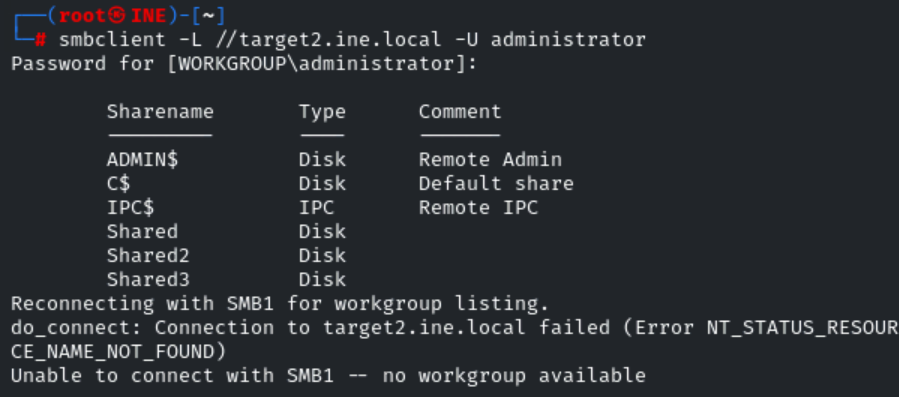 ┌──(root㉿INE)-[~]
└─# smbclient -L //target2.ine.local -U administrator
Password for [WORKGROUP\administrator]:
Sharename Type Comment
--------- ---- -------
ADMIN$ Disk Remote Admin
C$ Disk Default share
IPC$ IPC Remote IPC
Shared Disk
Shared2 Disk
Shared3 Disk
Reconnecting with SMB1 for workgroup listing.
do_connect: Connection to target2.ine.local failed (Error NT_STATUS_RESOUR
CE_NAME_NOT_FOUND)
Unable to connect with SMB1 -- no workgroup available